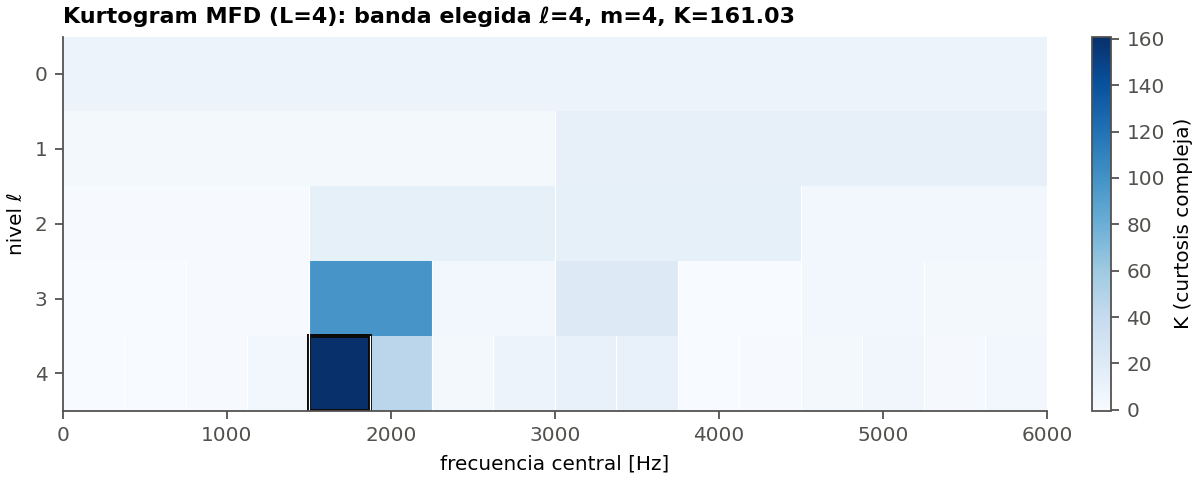 Kurtogram MFD (L=4): banda elegida ℓ=4, m=4, K=161.03
nivel ℓ
0
1
2
3
4
0 1000 2000 3000 4000 5000 6000
frecuencia central [Hz]
160
140
120
100
80
60
40
20
0
K (curtosis compleja)